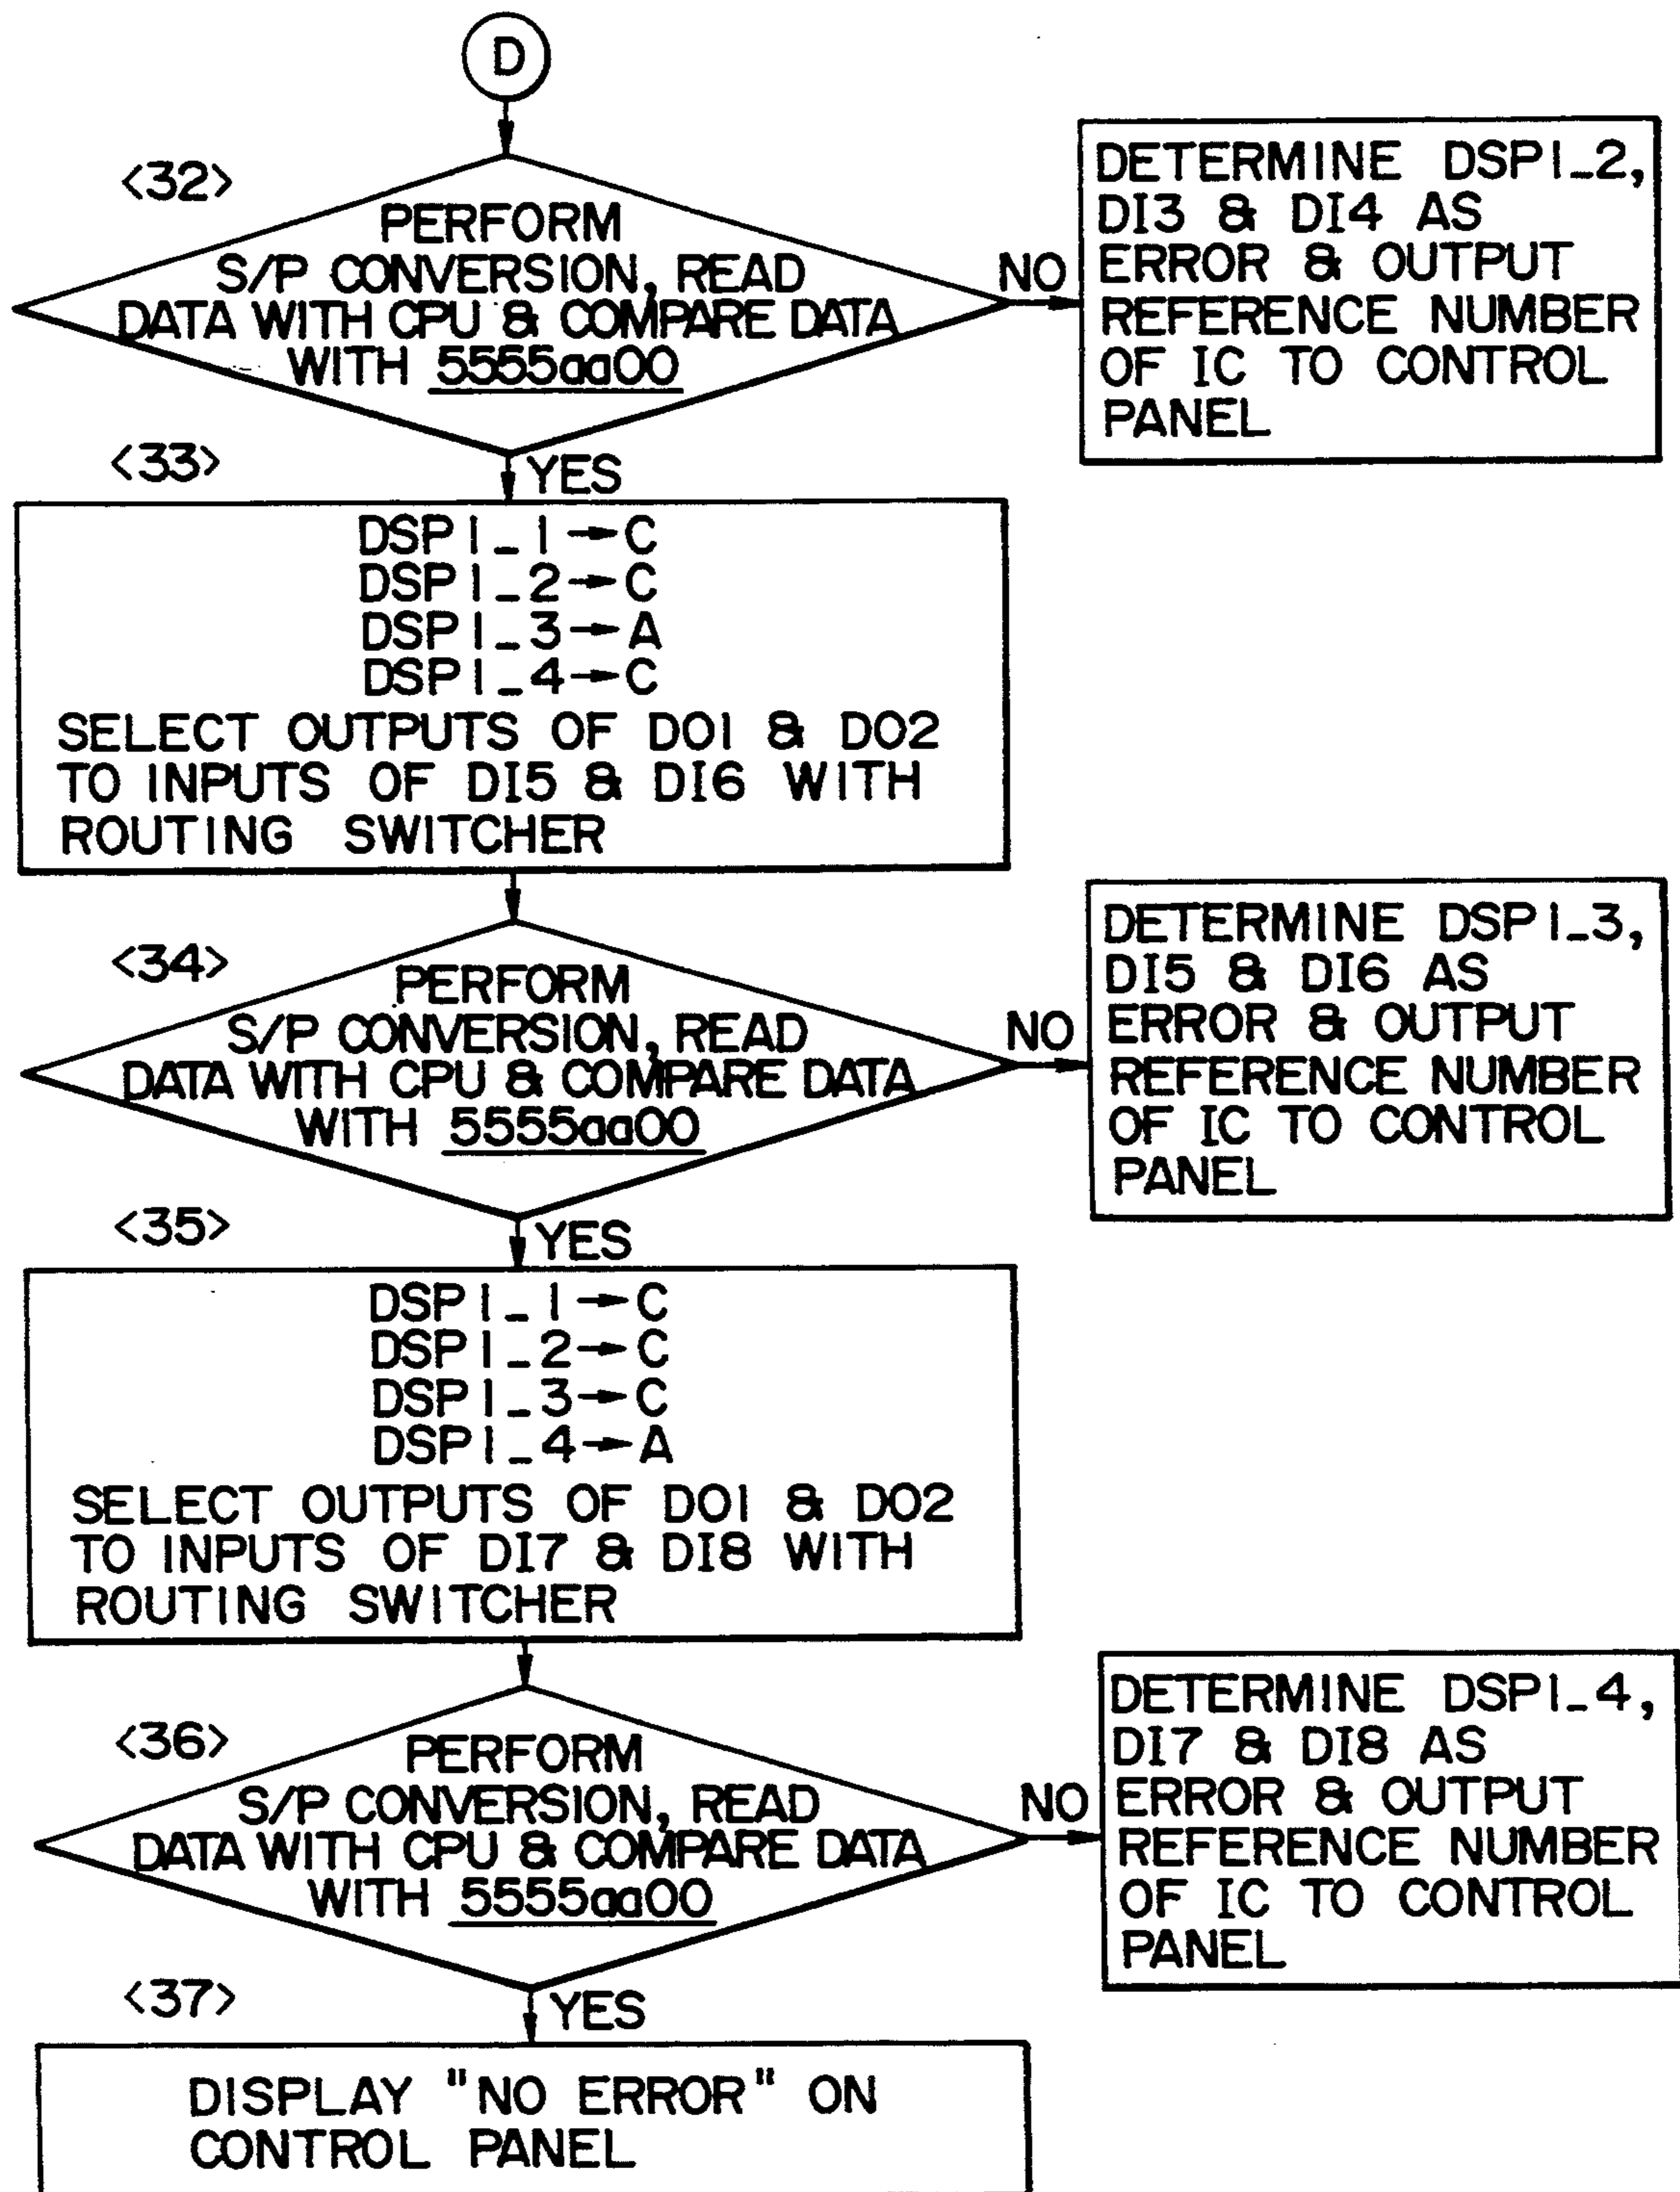 D
<32>
PERFORM
S/P CONVERSION, READ
DATA WITH CPU & COMPARE DATA
WITH 5555aa00
NO
DETERMINE DSP1_2,
DI3 & DI4 AS
ERROR & OUTPUT
REFERENCE NUMBER
OF IC TO CONTROL
PANEL
<33>
YES
DSP1_1→C
DSP1_2→C
DSP1_3→A
DSP1_4→C
SELECT OUTPUTS OF DO1 & DO2
TO INPUTS OF DI5 & DI6 WITH
ROUTING SWITCHER
<34>
PERFORM
S/P CONVERSION, READ
DATA WITH CPU & COMPARE DATA
WITH 5555aa00
NO
DETERMINE DSP1_3,
DI5 & DI6 AS
ERROR & OUTPUT
REFERENCE NUMBER
OF IC TO CONTROL
PANEL
<35>
YES
DSP1_1→C
DSP1_2→C
DSP1_3→C
DSP1_4→A
SELECT OUTPUTS OF DO1 & DO2
TO INPUTS OF DI7 & DI8 WITH
ROUTING SWITCHER
<36>
PERFORM
S/P CONVERSION, READ
DATA WITH CPU & COMPARE DATA
WITH 5555aa00
NO
DETERMINE DSP1_4,
DI7 & DI8 AS
ERROR & OUTPUT
REFERENCE NUMBER
OF IC TO CONTROL
PANEL
<37>
YES
DISPLAY "NO ERROR" ON
CONTROL PANEL